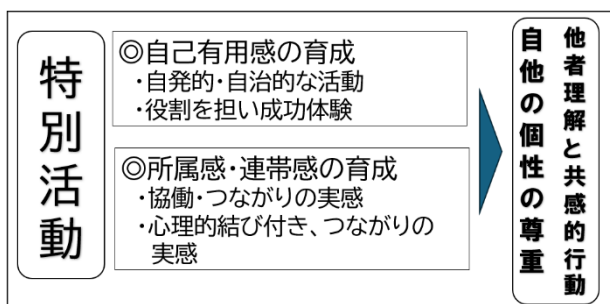 特別活動
◎自己有用感の育成
・自発的・自治的な活動
・役割を担い成功体験
◎所属感・連帯感の育成
・協働・つながりの実感
・心理的結び付き、つながりの
実感
他者理解と共感的行動
自他の個性の尊重